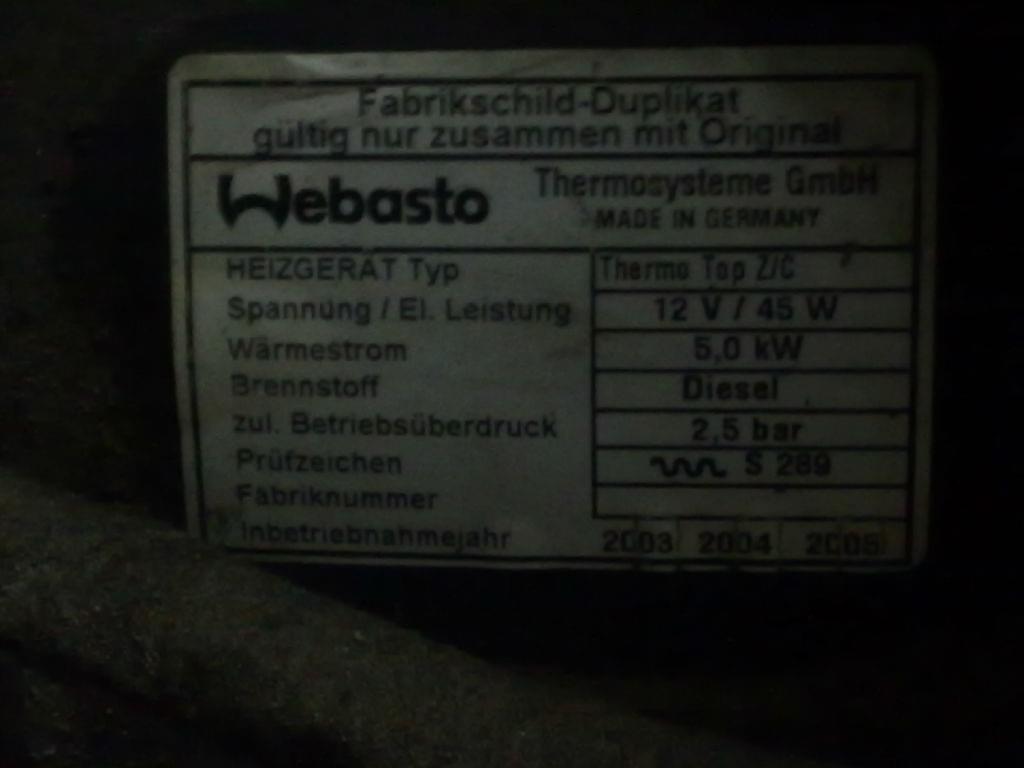 Fabrikschild-Duplikat
gültig nur zusammen mit Original
Webasto Thermosysteme GmbH
MADE IN GERMANY
HEIZGERÄT Typ Thermo Top Z/C
Spannung / El. Leistung 12 V / 45 W
Wärmestrom 5,0 kW
Brennstoff Diesel
zul. Betriebsüberdruck 2,5 bar
Prüfzeichen S 289
Fabriknummer
Inbetriebnahmejahr 2003 2004 2005